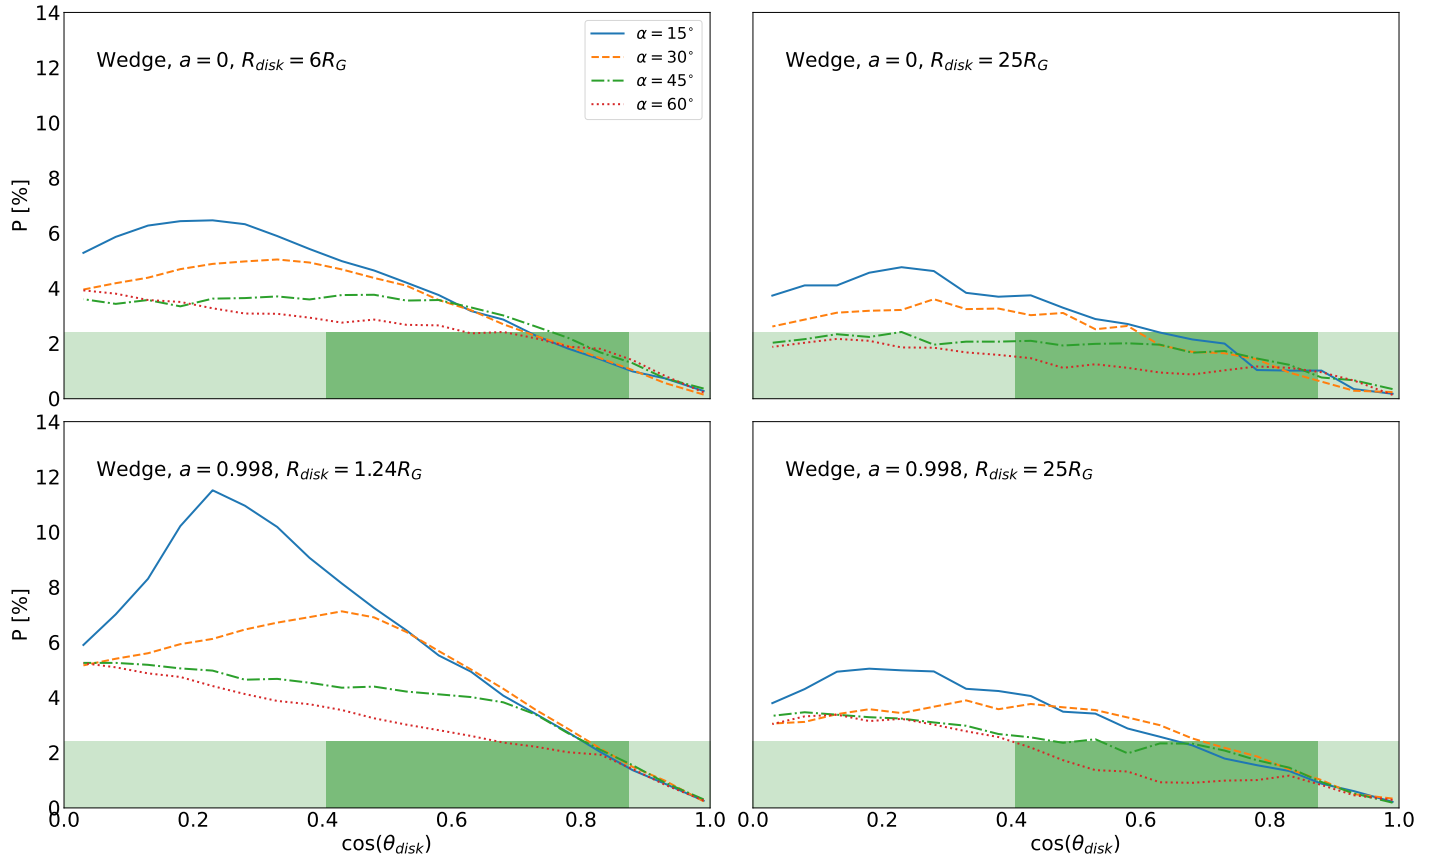 14
12
10
8
6
4
2
0
P [%]
Wedge, a = 0, R_disk = 6R_G
α = 15°
α = 30°
α = 45°
α = 60°
Wedge, a = 0, R_disk = 25R_G
14
12
10
8
6
4
2
0
P [%]
Wedge, a = 0.998, R_disk = 1.24R_G
0.0 0.2 0.4 0.6 0.8 1.0
cos(θ_disk)
Wedge, a = 0.998, R_disk = 25R_G
0.0 0.2 0.4 0.6 0.8 1.0
cos(θ_disk)